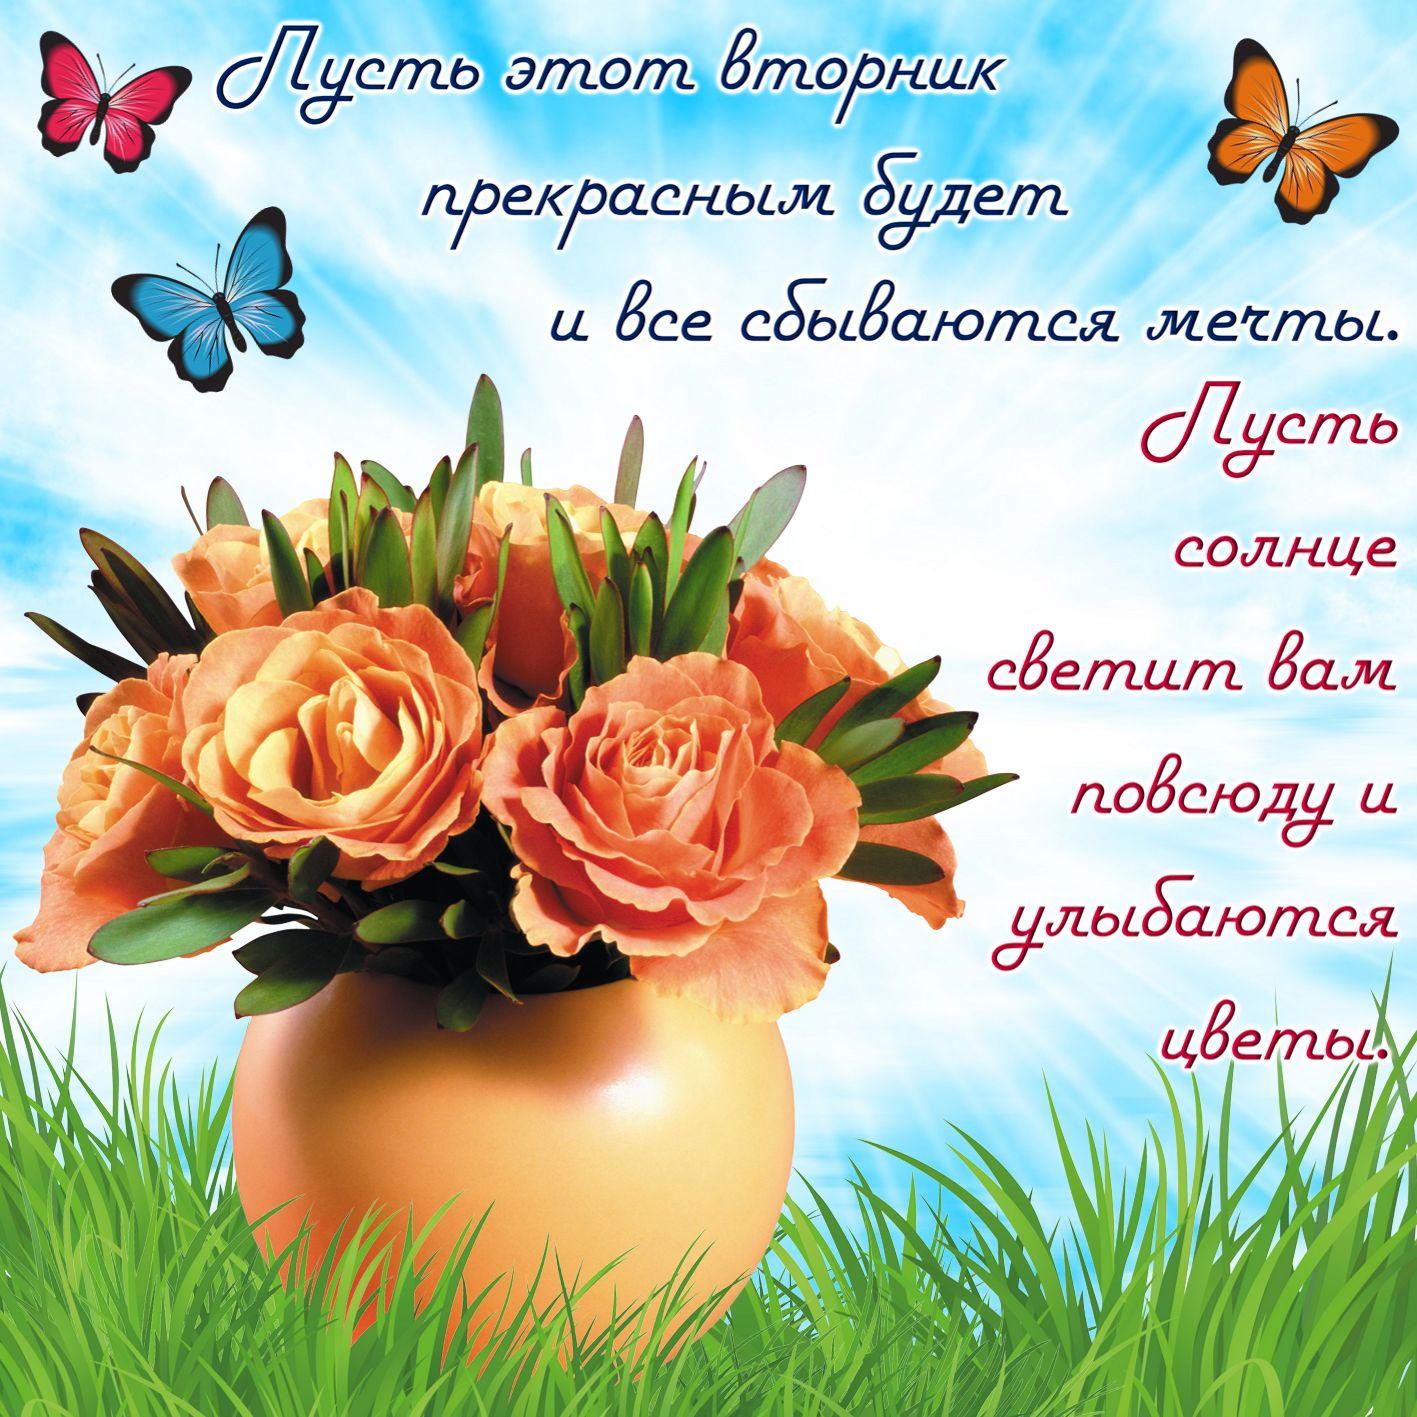 Пусть этот вторник
прекрасным будет
и все сбываются мечты.
Пусть
солнце
светит вам
повсюду и
улыбаются
цветы.